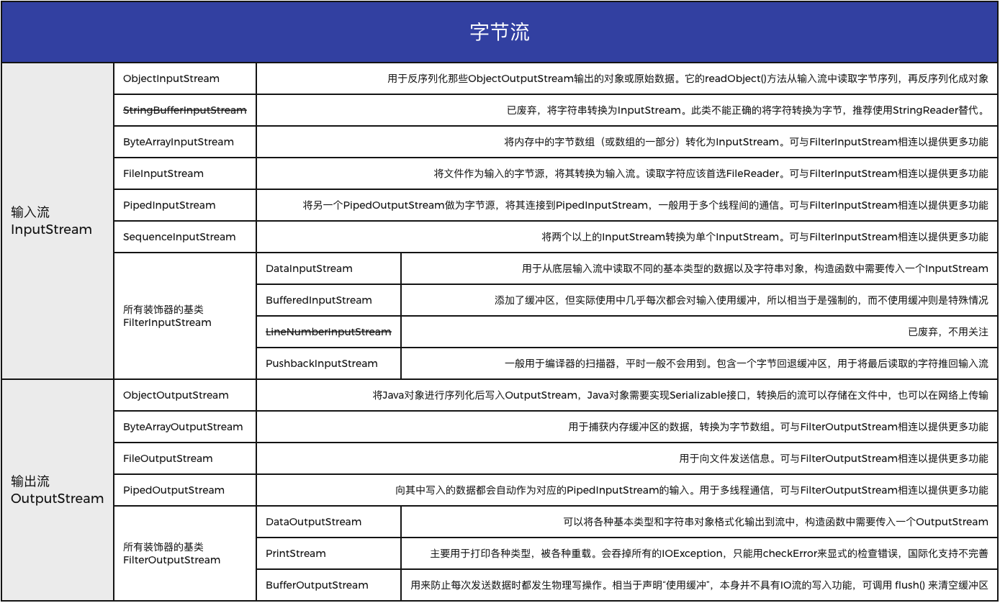 字节流
输入流
InputStream
ObjectInputStream
用于反序列化那些ObjectOutputStream输出的对象或原始数据。它的readObject()方法从输入流中读取字节序列，再反序列化成对象
StringBufferInputStream
已废弃，将字符串转换为InputStream。此类不能正确的将字符转换为字节，推荐使用StringReader替代。
ByteArrayInputStream
将内存中的字节数组（或数组的一部分）转化为InputStream。可与FilterInputStream相连以提供更多功能
FileInputStream
将文件作为输入的字节源，将其转换为输入流。读取字符应该首选FileReader。可与FilterInputStream相连以提供更多功能
PipedInputStream
将另一个PipedOutputStream做为字节源，将其连接到PipedInputStream，一般用于多个线程间的通信。可与FilterInputStream相连以提供更多功能
SequenceInputStream
将两个以上的InputStream转换为单个InputStream。可与FilterInputStream相连以提供更多功能
所有装饰器的基类
FilterInputStream
DataInputStream
用于从底层输入流中读取不同的基本类型的数据以及字符串对象，构造函数中需要传入一个InputStream
BufferedInputStream
添加了缓冲区，但实际使用中几乎每次都会对输入使用缓冲，所以相当于是强制的，而不使用缓冲则是特殊情况
LineNumberInputStream
已废弃，不用关注
PushbackInputStream
一般用于编译器的扫描器，平时一般不会用到。包含一个字节回退缓冲区，用于将最后读取的字符推回输入流
输出流
OutputStream
ObjectOutputStream
将Java对象进行序列化后写入OutputStream，Java对象需要实现Serializable接口，转换后的流可以存储在文件中，也可以在网络上传输
ByteArrayOutputStream
用于捕获内存缓冲区的数据，转换为字节数组。可与FilterOutputStream相连以提供更多功能
FileOutputStream
用于向文件发送信息。可与FilterOutputStream相连以提供更多功能
PipedOutputStream
向其中写入的数据都会自动作为对应的PipedInputStream的输入。用于多线程通信，可与FilterOutputStream相连以提供更多功能
所有装饰器的基类
FilterOutputStream
DataOutputStream
可以将各种基本类型和字符串对象格式化输出到流中，构造函数中需要传入一个OutputStream
PrintStream
主要用于打印各种类型，被各种重载。会吞掉所有的IOException，只能用checkError来显式的检查错误，国际化支持不完善
BufferOutputStream
用来防止每次发送数据时都发生物理写操作。相当于声明“使用缓冲”，本身并不具有IO流的写入功能，可调用 flush() 来清空缓冲区